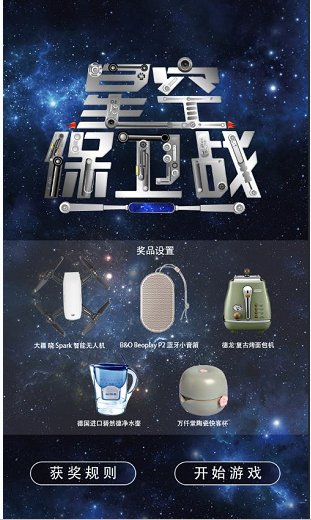 星空
保卫战
奖品设置
大疆 晓 Spark 智能无人机
B&O Beoplay P2 蓝牙小音箱
德龙 复古烤面包机
德国进口碧然德净水壶
万仟堂陶瓷快客杯
获奖规则
开始游戏